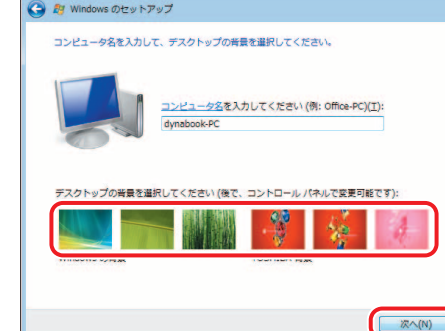 Windows のセットアップ
コンピュータ名を入力して、デスクトップの背景を選択してください。
コンピュータ名を入力してください (例: Office-PC)(T):
dynabook-PC
デスクトップの背景を選択してください (後で、コントロール パネルで変更可能です):
次へ(N)